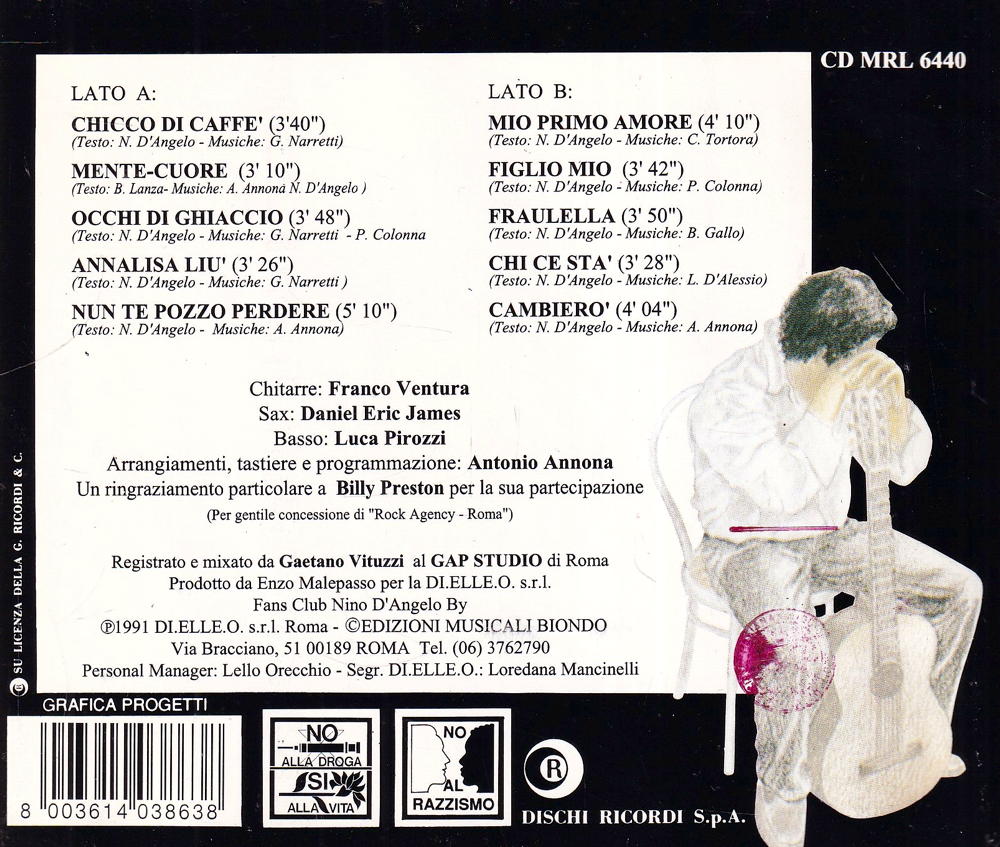 CD MRL 6440
LATO A:
CHICCO DI CAFFE' (3'40")
(Testo: N. D'Angelo - Musiche: G. Narretti)
MENTE-CUORE (3' 10")
(Testo: B. Lanza- Musiche: A. Annona N. D'Angelo )
OCCHI DI GHIACCIO (3' 48")
(Testo: N. D'Angelo - Musiche: G. Narretti - P. Colonna
ANNALISA LIU' (3' 26")
(Testo: N. D'Angelo - Musiche: G. Narretti )
NUN TE POZZO PERDERE (5' 10")
(Testo: N. D'Angelo - Musiche: A. Annona)
LATO B:
MIO PRIMO AMORE (4' 10")
(Testo: N. D'Angelo - Musiche: C. Tortora)
FIGLIO MIO (3' 42")
(Testo: N. D'Angelo - Musiche: P. Colonna)
FRAULELLA (3' 50")
(Testo: N. D'Angelo - Musiche: B. Gallo)
CHI CE STA' (3' 28")
(Testo: N. D'Angelo - Musiche: L. D'Alessio)
CAMBIERO' (4' 04")
(Testo: N. D'Angelo - Musiche: A. Annona)
Chitarre: Franco Ventura
Sax: Daniel Eric James
Basso: Luca Pirozzi
Arrangiamenti, tastiere e programmazione: Antonio Annona
Un ringraziamento particolare a Billy Preston per la sua partecipazione
(Per gentile concessione di "Rock Agency - Roma")
Registrato e mixato da Gaetano Vituzzi al GAP STUDIO di Roma
Prodotto da Enzo Malepasso per la DI.ELLE.O. s.r.l.
Fans Club Nino D'Angelo By
℗1991 DI.ELLE.O. s.r.l. Roma - ©EDIZIONI MUSICALI BIONDO
Via Bracciano, 51 00189 ROMA Tel. (06) 3762790
Personal Manager: Lello Orecchio - Segr. DI.ELLE.O.: Loredana Mancinelli
SU LICENZA DELLA G. RICORDI & C.
GRAFICA PROGETTI
8 003614 038638
NO
ALLA DROGA
SI
ALLA VITA
NO
AL
RAZZISMO
R
DISCHI RICORDI S.p.A.